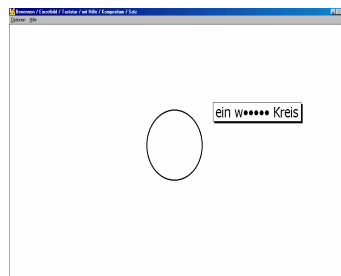 Benennen / Einzelbild / Tastatur / mit Hilfe / Kompositum / Satz
Optionen Hilfe
ein w••••• Kreis